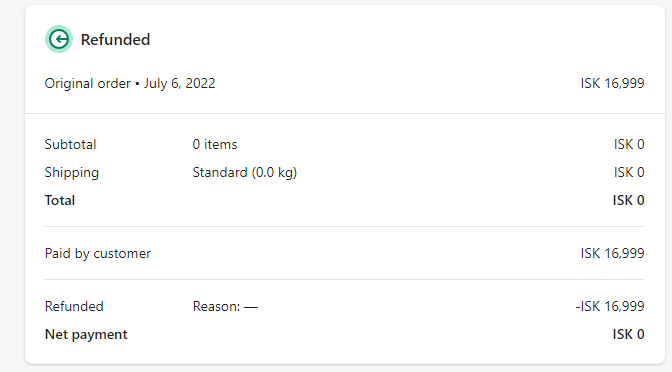 Refunded
Original order • July 6, 2022 ISK 16,999
Subtotal 0 items ISK 0
Shipping Standard (0.0 kg) ISK 0
Total ISK 0
Paid by customer ISK 16,999
Refunded Reason: — -ISK 16,999
Net payment ISK 0